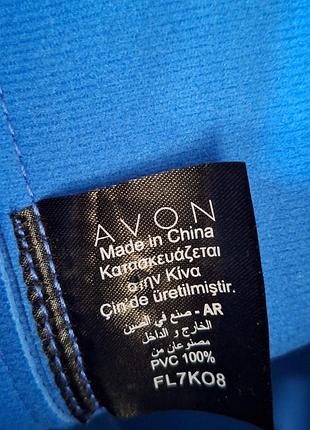 AVON
Made in China
Κατασκευάζεται
στην Κίνα
Çin'de üretilmiştir.
AR - صنع في الصين
الخارج و الداخل
مصنوعان من
PVC 100%
FL7KO8